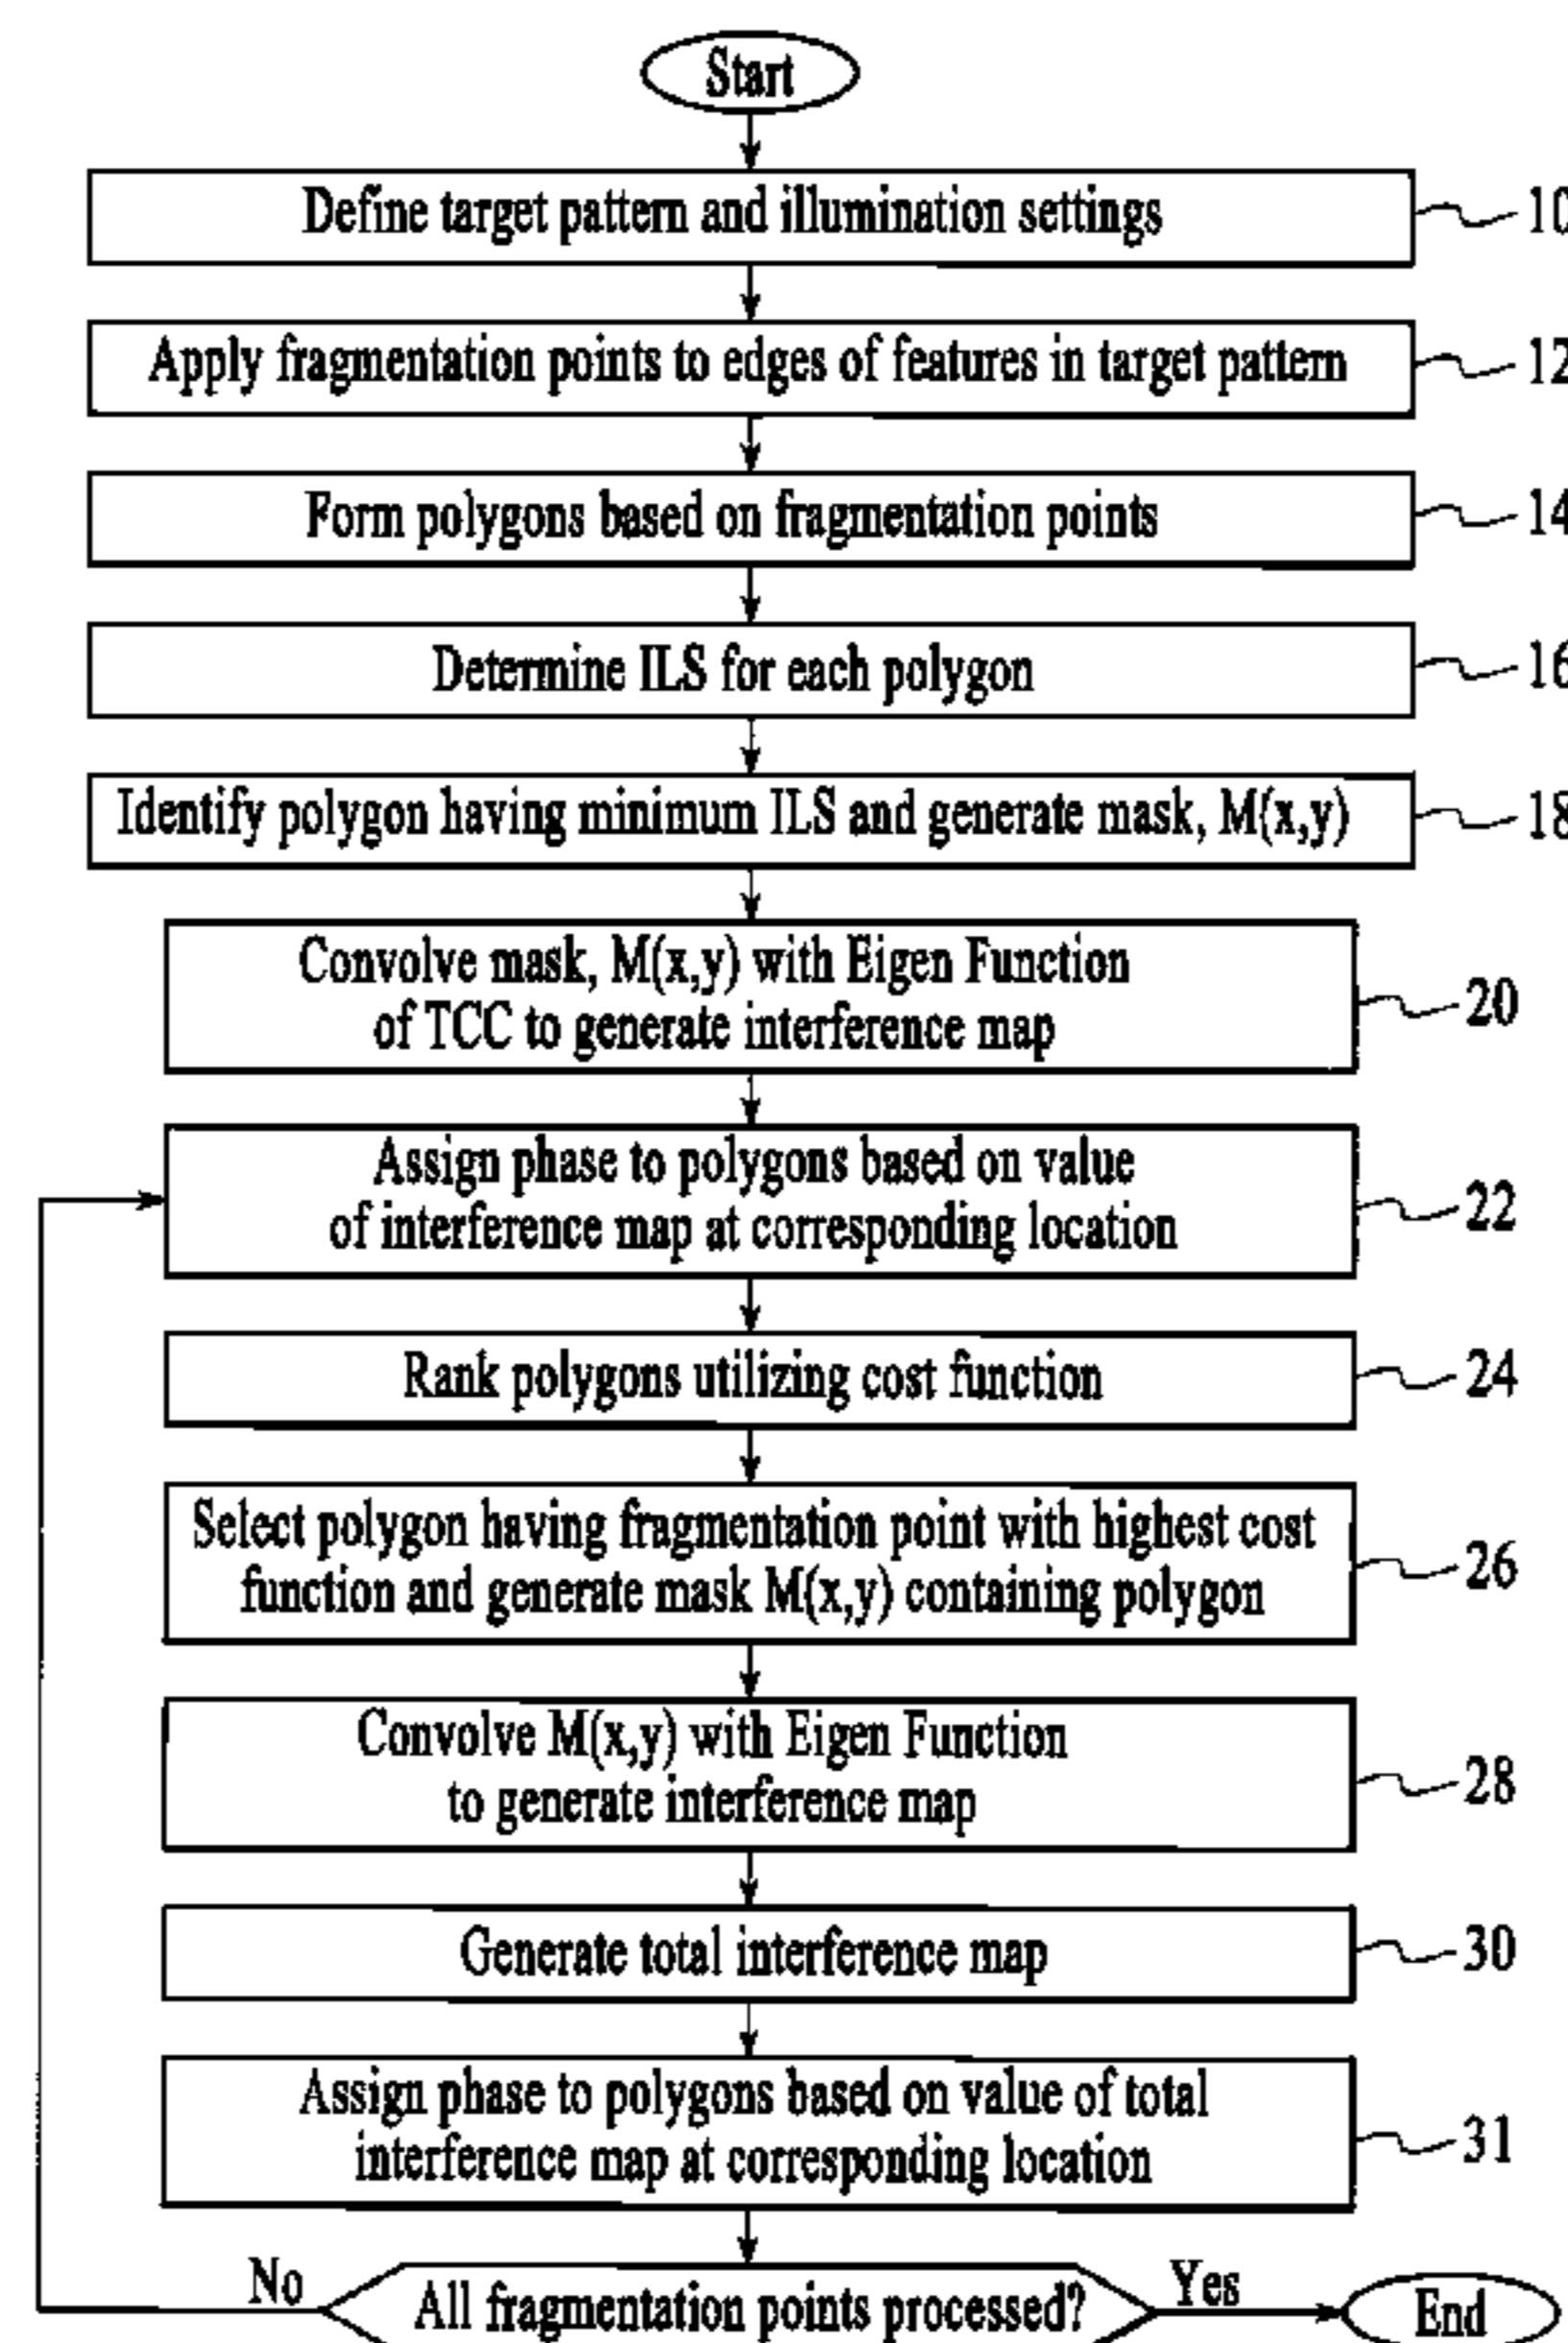 Start
Define target pattern and illumination settings
10
Apply fragmentation points to edges of features in target pattern
12
Form polygons based on fragmentation points
14
Determine ILS for each polygon
16
Identify polygon having minimum ILS and generate mask, M(x,y)
18
Convolve mask, M(x,y) with Eigen Function
of TCC to generate interference map
20
Assign phase to polygons based on value
of interference map at corresponding location
22
Rank polygons utilizing cost function
24
Select polygon having fragmentation point with highest cost
function and generate mask M(x,y) containing polygon
26
Convolve M(x,y) with Eigen Function
to generate interference map
28
Generate total interference map
30
Assign phase to polygons based on value of total
interference map at corresponding location
31
No
All fragmentation points processed?
Yes
End